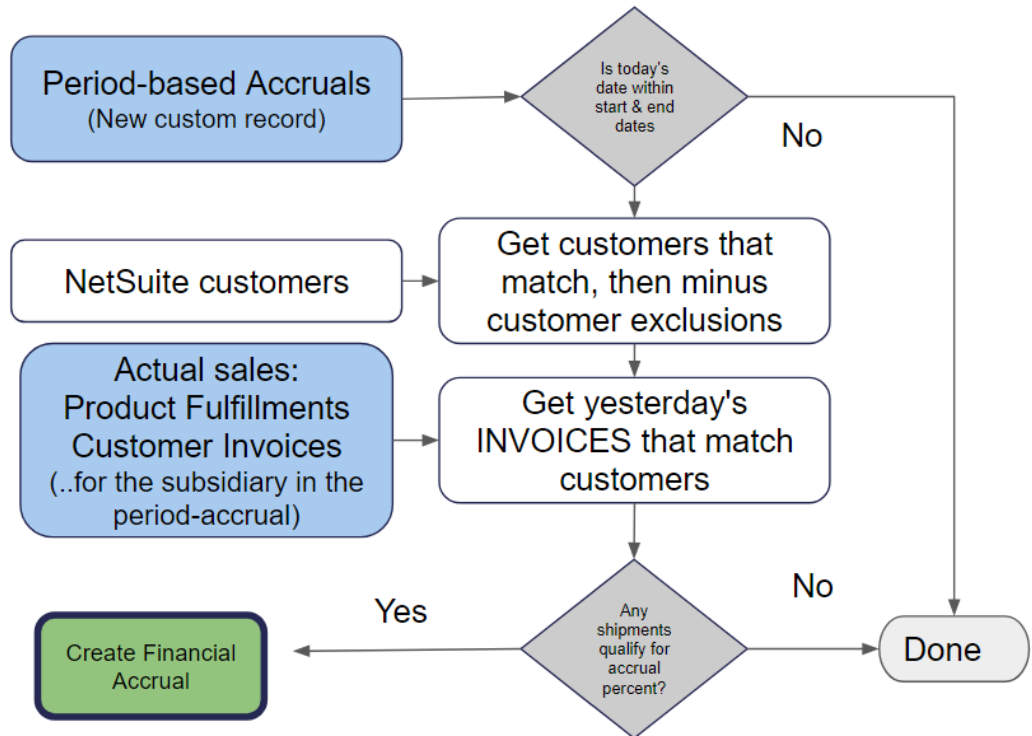 Period-based Accruals
(New custom record)
Is today's
date within
start & end
dates
No
NetSuite customers
Get customers that
match, then minus
customer exclusions
Actual sales:
Product Fulfillments
Customer Invoices
(..for the subsidiary in the
period-accrual)
Get yesterday's
INVOICES that match
customers
Yes
Any
shipments
qualify for
accrual
percent?
No
Create Financial
Accrual
Done